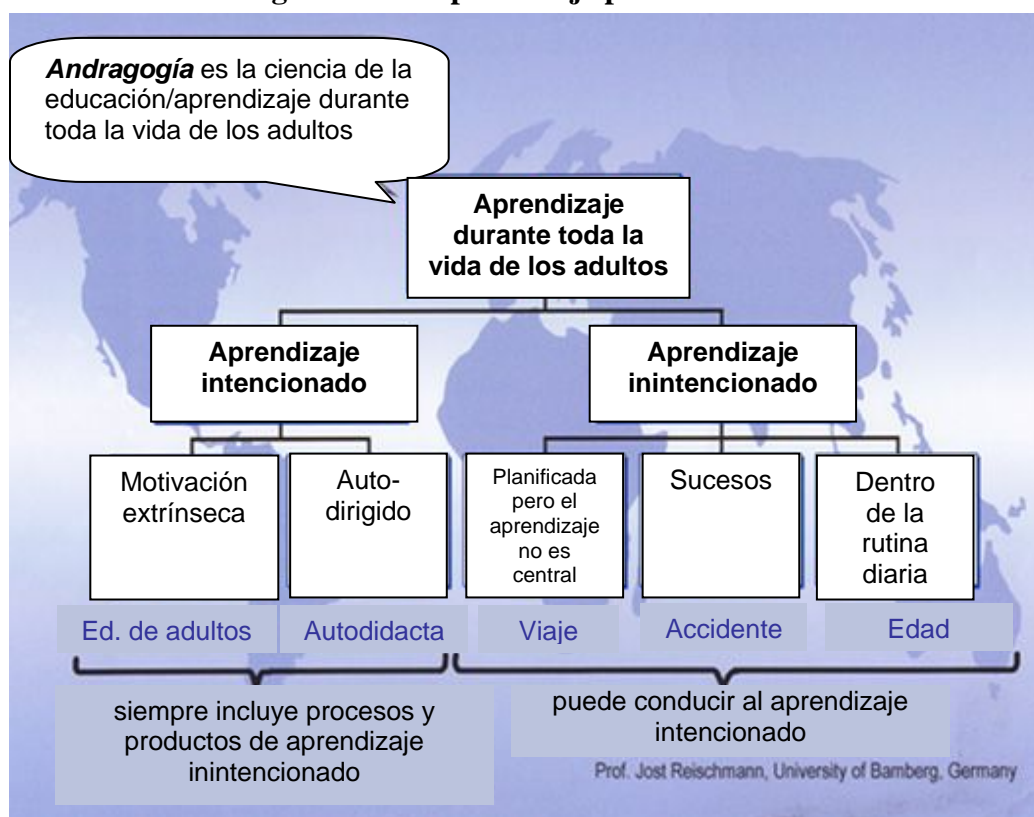 Andragogía es la ciencia de la
educación/aprendizaje durante
toda la vida de los adultos
Aprendizaje
durante toda la
vida de los adultos
Aprendizaje
intencionado
Aprendizaje
inintencionado
Motivación
extrínseca
Auto-
dirigido
Planificada
pero el
aprendizaje
no es
central
Sucesos
Dentro
de la
rutina
diaria
Ed. de adultos
Autodidacta
Viaje
Accidente
Edad
siempre incluye procesos y
productos de aprendizaje
inintencionado
puede conducir al aprendizaje
intencionado
Prof. Jost Reischmann, University of Bamberg, Germany